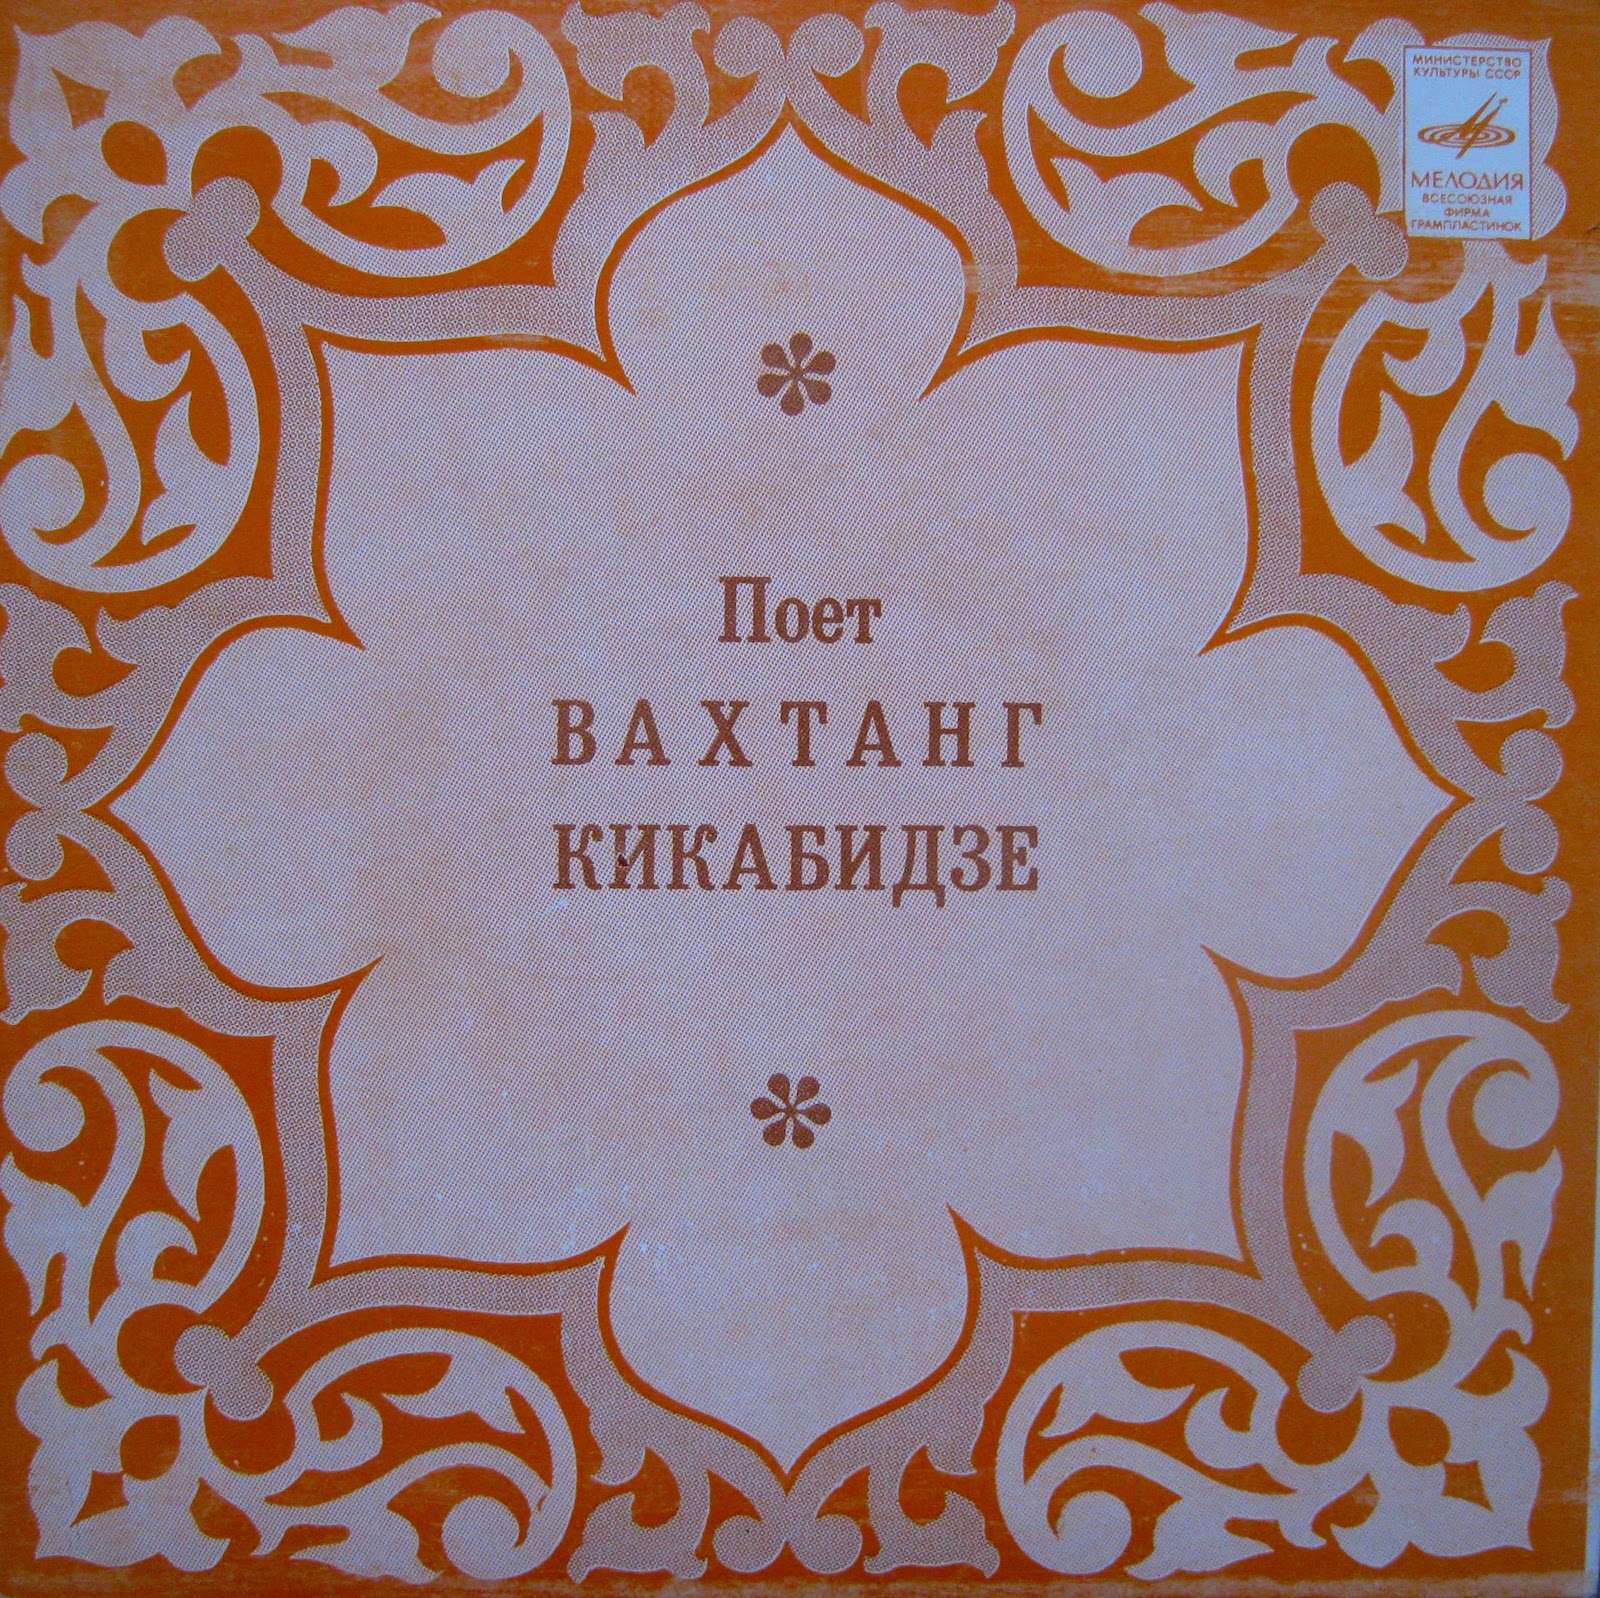 МИНИСТЕРСТВО
КУЛЬТУРЫ СССР
МЕЛОДИЯ
ВСЕСОЮЗНАЯ
ФИРМА
ГРАМПЛАСТИНОК
Поет
ВАХТАНГ
КИКАБИДЗЕ